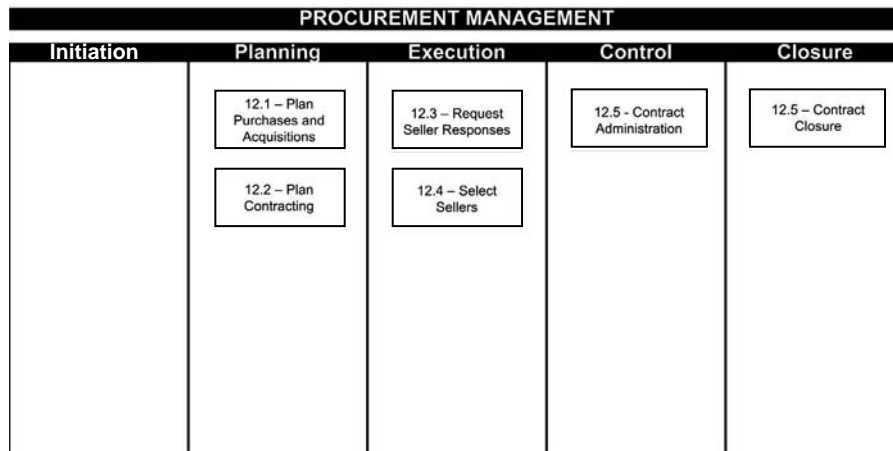 PROCUREMENT MANAGEMENT
Initiation
Planning
Execution
Control
Closure
12.1 – Plan
Purchases and
Acquisitions
12.2 – Plan
Contracting
12.3 – Request
Seller Responses
12.4 – Select
Sellers
12.5 - Contract
Administration
12.5 – Contract
Closure